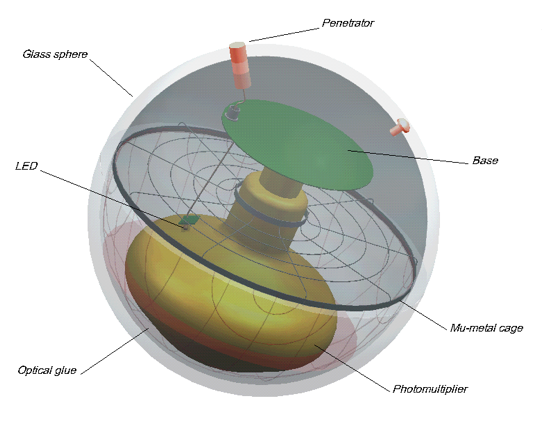 Penetrator
Glass sphere
LED
Base
Mu-metal cage
Optical glue
Photomultiplier